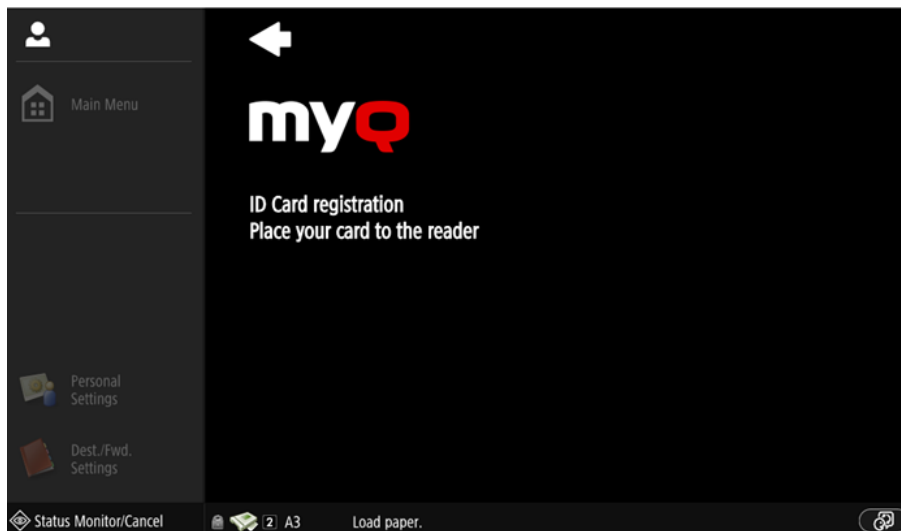 Main Menu
myQ
ID Card registration
Place your card to the reader
Personal
Settings
Dest./Fwd.
Settings
Status Monitor/Cancel
2 A3 Load paper.